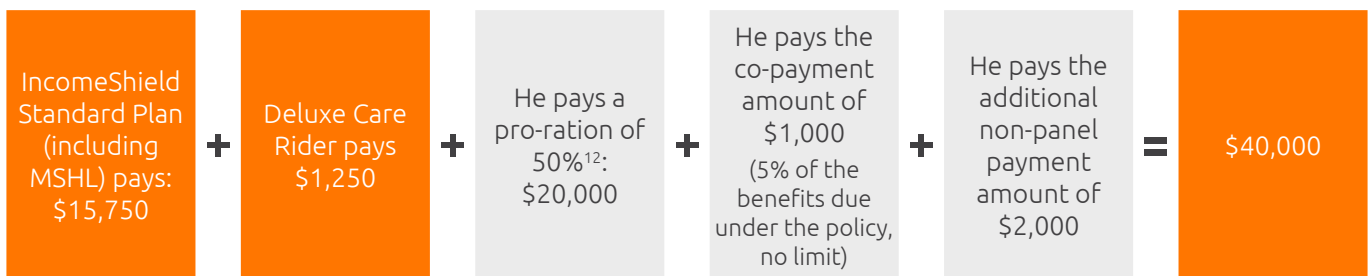 IncomeShield
Standard Plan
(including
MSHL) pays:
$15,750
+
Deluxe Care
Rider pays
$1,250
+
He pays a
pro-ration of
50%¹²:
$20,000
+
He pays the
co-payment
amount of
$1,000
(5% of the
benefits due
under the policy,
no limit)
+
He pays the
additional
non-panel
payment
amount of
$2,000
=
$40,000